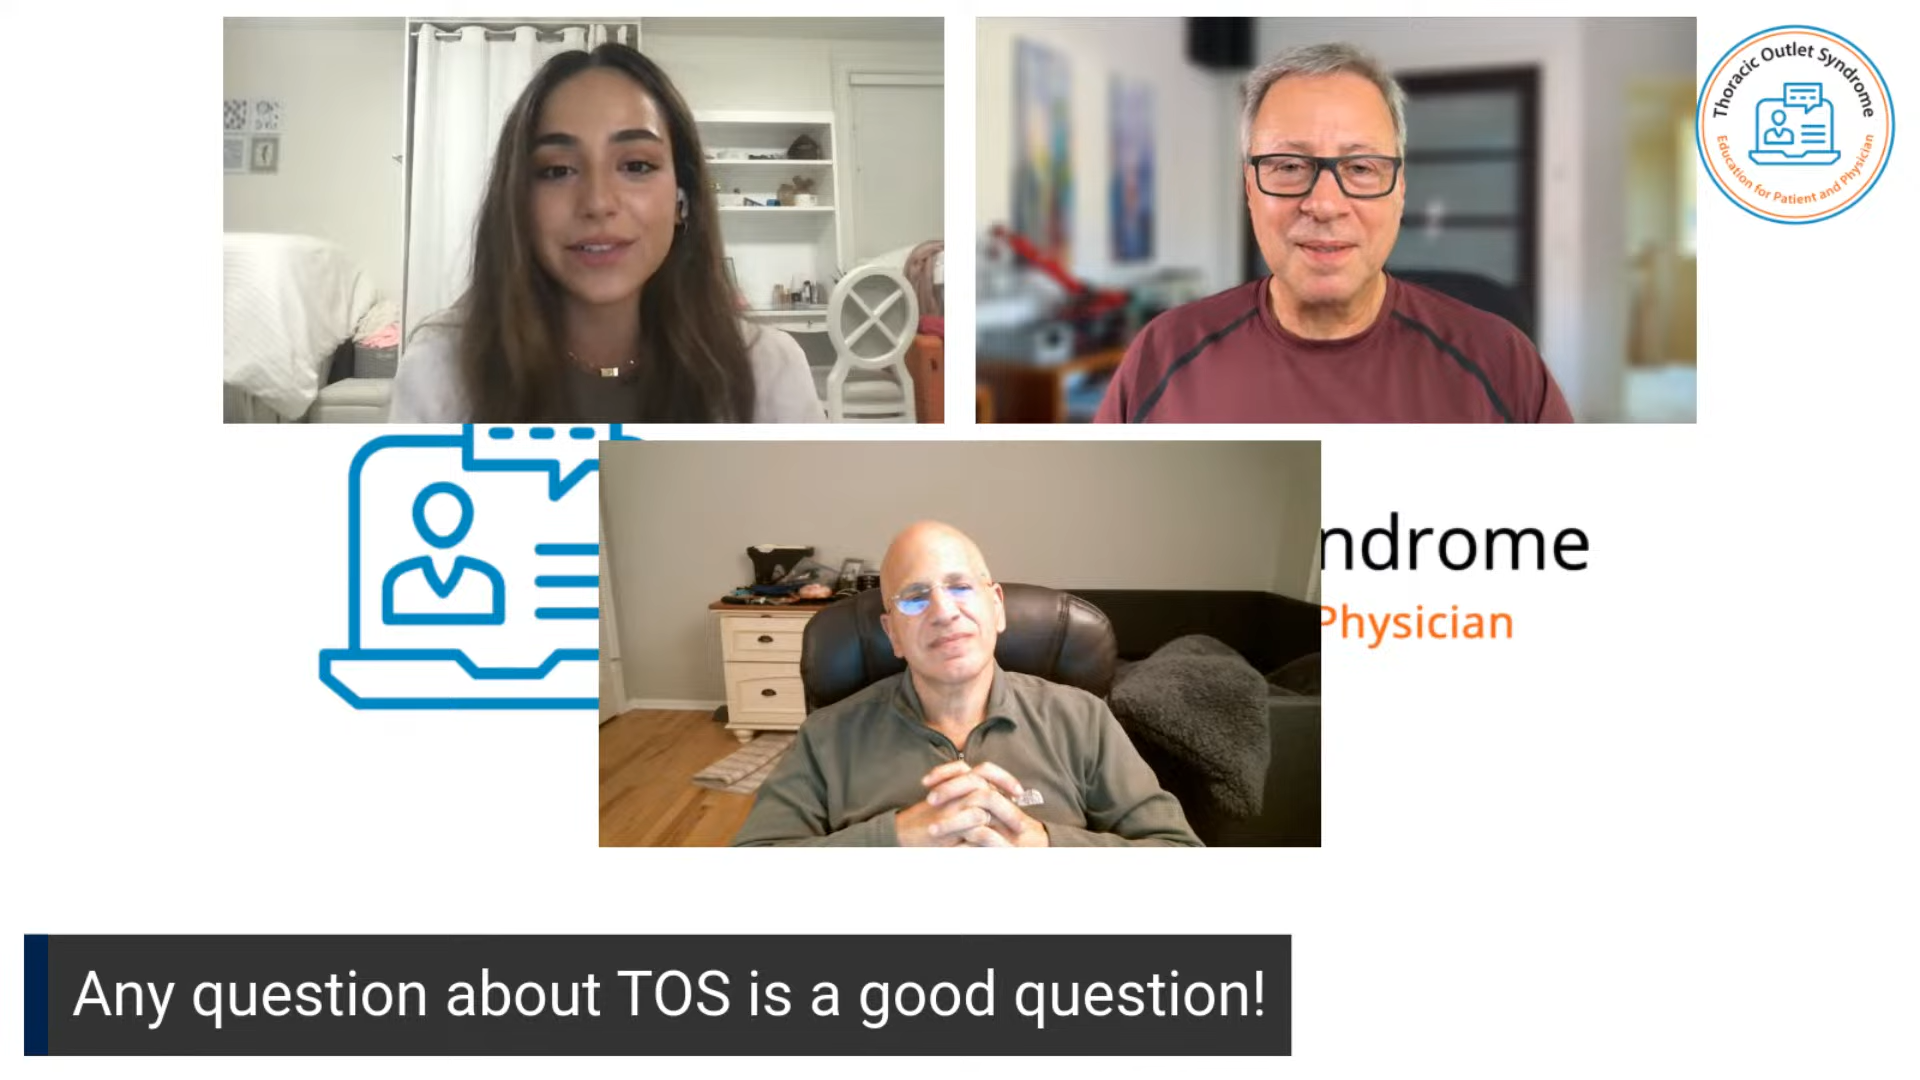 Thoracic Outlet Syndrome
Education for Patient and Physician
ndrome
Physician
Any question about TOS is a good question!